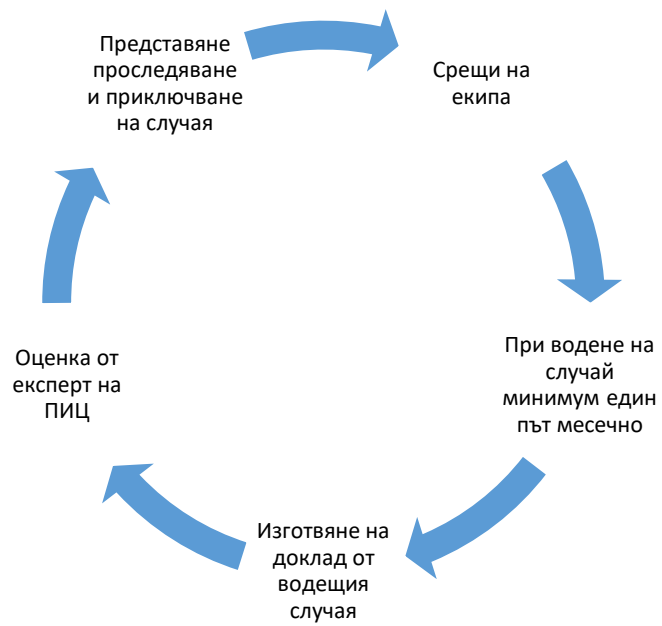 Представяне
проследяване
и приключване
на случая
Срещи на
екипа
При водене на
случай
минимум един
път месечно
Изготвяне на
доклад от
водещия
случая
Оценка от
експерт на
ПИЦ